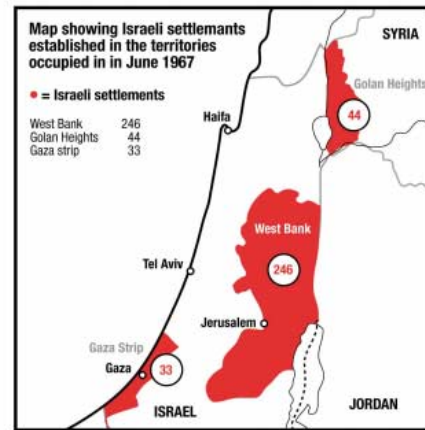 Map showing Israeli settlemants
established in the territories
occupied in in June 1967
• = Israeli settlements
West Bank 246
Golan Heights 44
Gaza strip 33
SYRIA
Golan Heights
44
Haifa
West Bank
246
Tel Aviv
Jerusalem
Gaza Strip
Gaza
33
ISRAEL
JORDAN